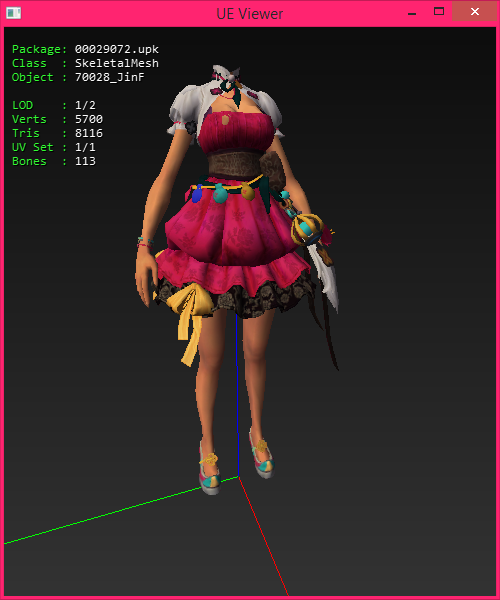 UE Viewer
Package: 00029072.upk
Class : SkeletalMesh
Object : 70028_JinF
LOD : 1/2
Verts : 5700
Tris : 8116
UV Set : 1/1
Bones : 113